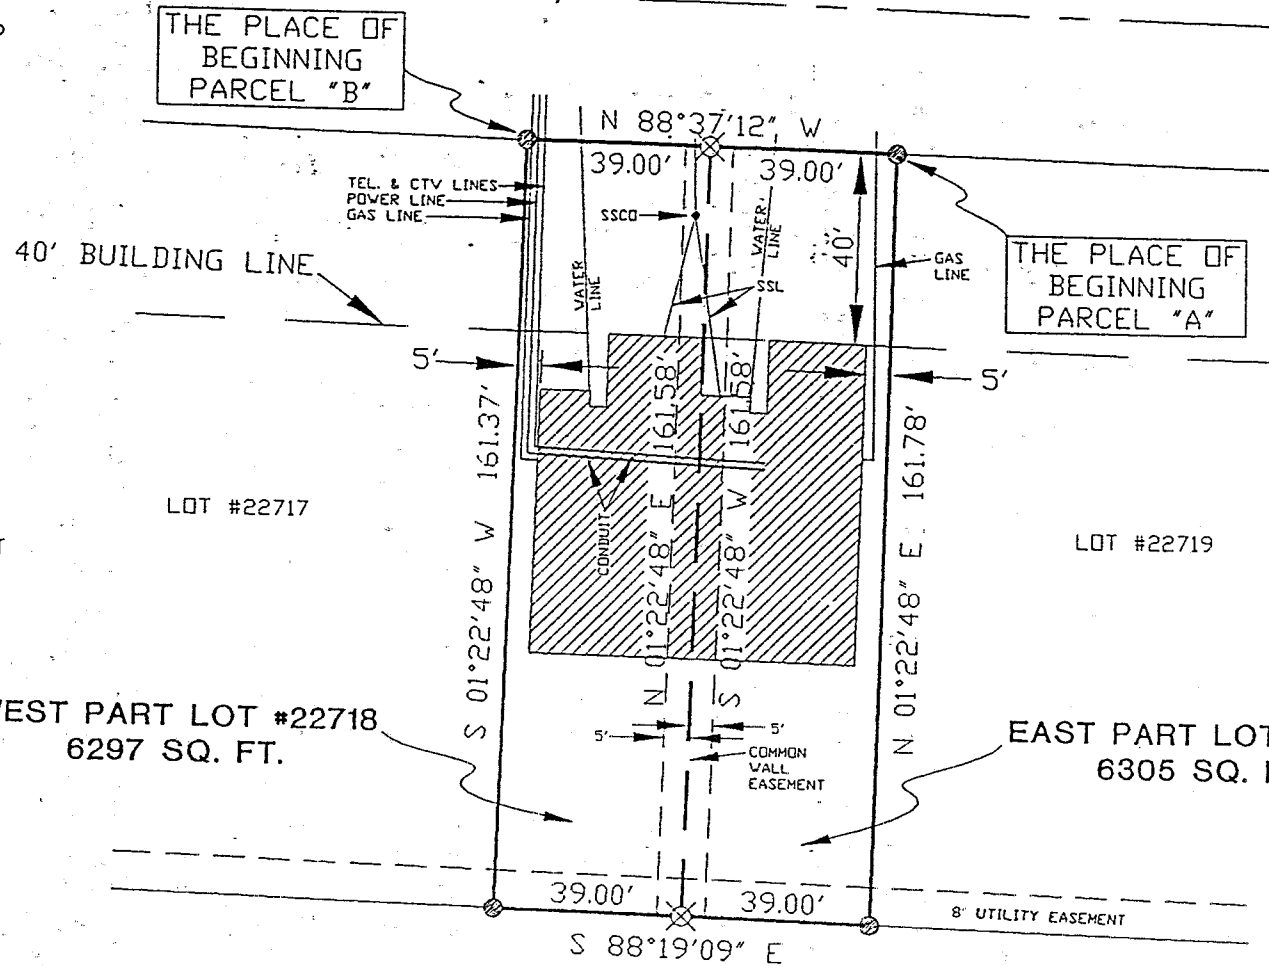 THE PLACE OF
BEGINNING
PARCEL "B"
N 88°37'12" W
39.00'
39.00'
TEL. & CTV LINES
POWER LINE
GAS LINE
SSCO
WATER
LINE
40'
GAS
LINE
THE PLACE OF
BEGINNING
PARCEL "A"
40' BUILDING LINE
WATER
LINE
SSL
5'
5'
S 01°22'48" W 161.37'
N 01°22'48" E 161.58'
S 01°22'48" W 161.58'
N 01°22'48" E 161.78'
LOT #22717
CONDUIT
LOT #22719
WEST PART LOT #22718
6297 SQ. FT.
5'
5'
COMMON
WALL
EASEMENT
EAST PART LOT
6305 SQ.
39.00'
39.00'
8' UTILITY EASEMENT
S 88°19'09" E